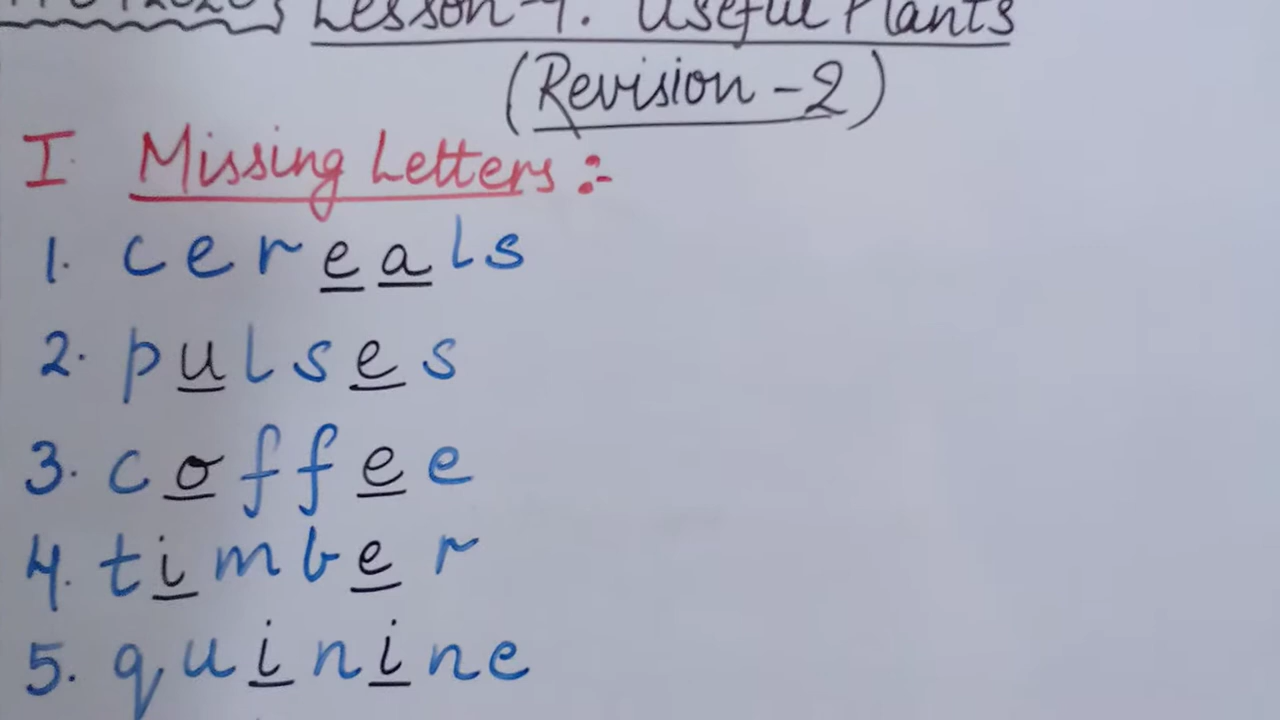 Lesson-4. Useful Plants
(Revision-2)
I. Missing Letters:-
1. cereals
2. pulses
3. coffee
4. timber
5. quinine